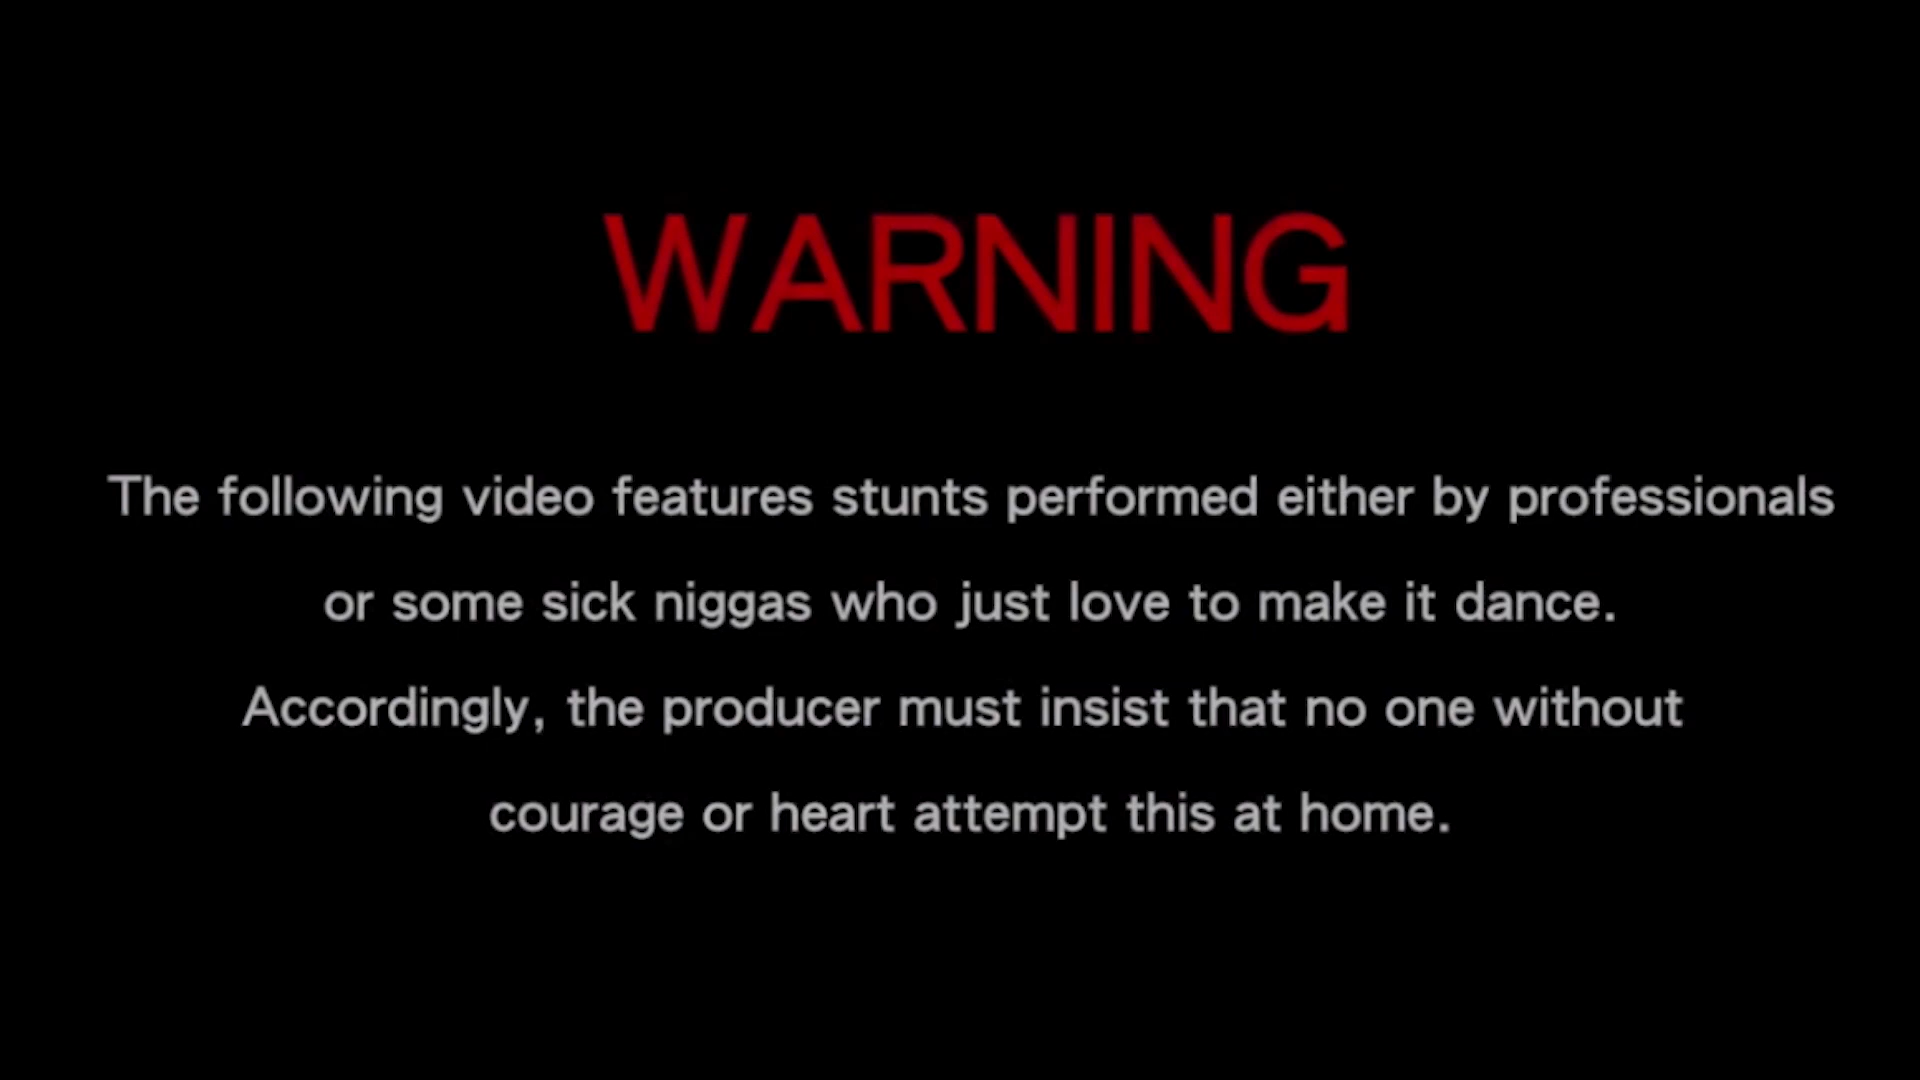 WARNING
The following video features stunts performed either by professionals
or some sick niggas who just love to make it dance.
Accordingly, the producer must insist that no one without
courage or heart attempt this at home.